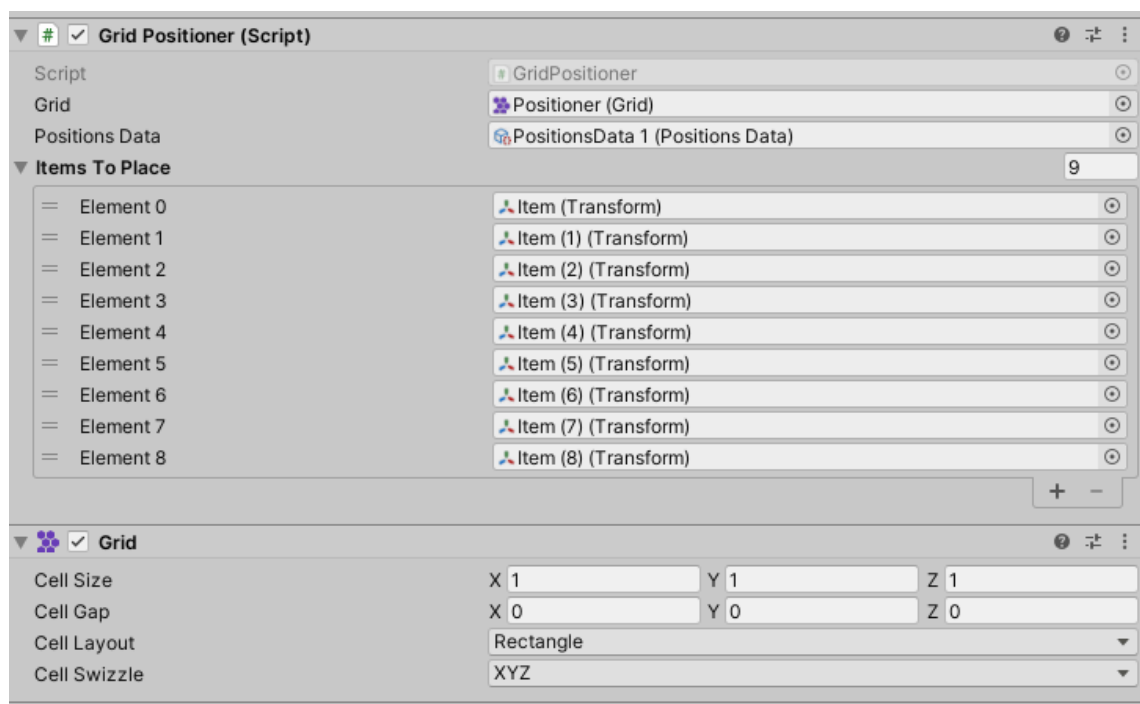 # Grid Positioner (Script)
Script # GridPositioner
Grid Positioner (Grid)
Positions Data PositionsData 1 (Positions Data)
Items To Place 9
Element 0 Item (Transform)
Element 1 Item (1) (Transform)
Element 2 Item (2) (Transform)
Element 3 Item (3) (Transform)
Element 4 Item (4) (Transform)
Element 5 Item (5) (Transform)
Element 6 Item (6) (Transform)
Element 7 Item (7) (Transform)
Element 8 Item (8) (Transform)
+ −
Grid
Cell Size X 1 Y 1 Z 1
Cell Gap X 0 Y 0 Z 0
Cell Layout Rectangle
Cell Swizzle XYZ